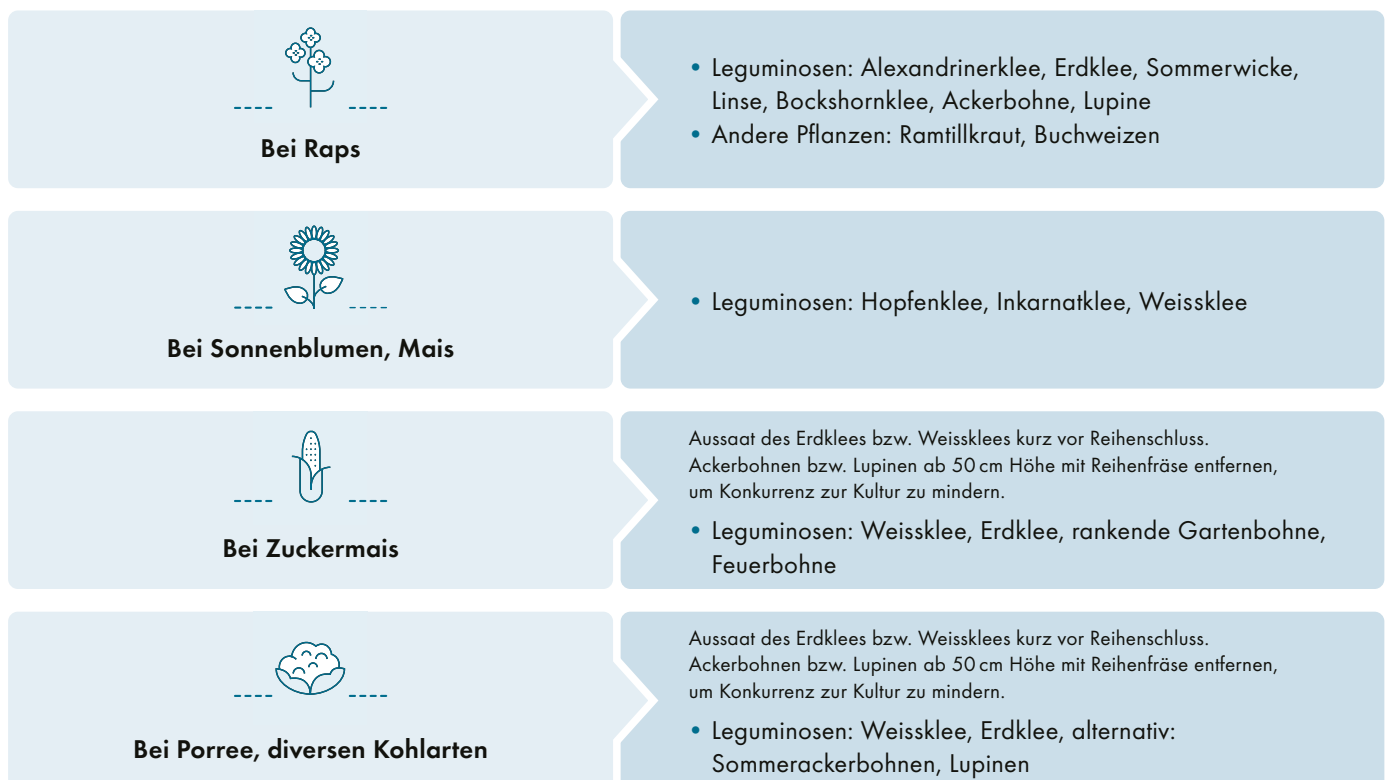 Bei Raps
• Leguminosen: Alexandrinerklee, Erdklee, Sommerwicke,
Linse, Bockshornklee, Ackerbohne, Lupine
• Andere Pflanzen: Ramtillkraut, Buchweizen
Bei Sonnenblumen, Mais
• Leguminosen: Hopfenklee, Inkarnatklee, Weissklee
Bei Zuckermais
Aussaat des Erdklees bzw. Weissklees kurz vor Reihenschluss.
Ackerbohnen bzw. Lupinen ab 50 cm Höhe mit Reihenfräse entfernen,
um Konkurrenz zur Kultur zu mindern.
• Leguminosen: Weissklee, Erdklee, rankende Gartenbohne,
Feuerbohne
Bei Porree, diversen Kohlarten
Aussaat des Erdklees bzw. Weissklees kurz vor Reihenschluss.
Ackerbohnen bzw. Lupinen ab 50 cm Höhe mit Reihenfräse entfernen,
um Konkurrenz zur Kultur zu mindern.
• Leguminosen: Weissklee, Erdklee, alternativ:
Sommerackerbohnen, Lupinen